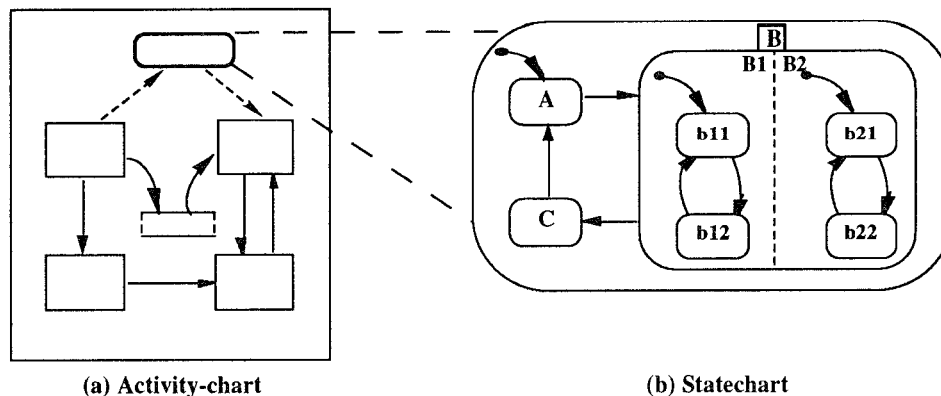 B
B1 B2
A
b11 b21
C
b12 b22
(a) Activity-chart (b) Statechart